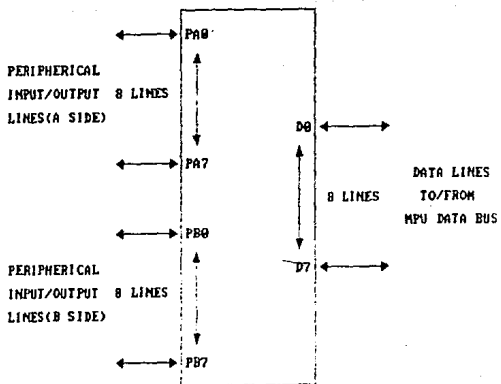 PA0
PERIPHERICAL
INPUT/OUTPUT 8 LINES
LINES(A SIDE)
PA7
D0
8 LINES
DATA LINES
TO/FROM
MPU DATA BUS
D7
PB0
PERIPHERICAL
INPUT/OUTPUT 8 LINES
LINES(B SIDE)
PB7